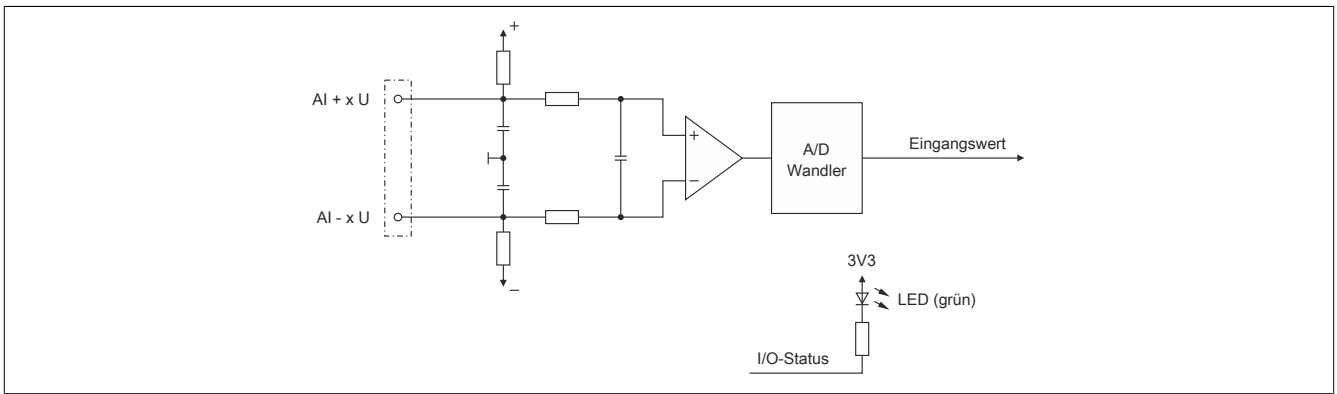 +
AI + x U
+
A/D
Wandler
Eingangswert
−
AI - x U
−
3V3
LED (grün)
I/O-Status